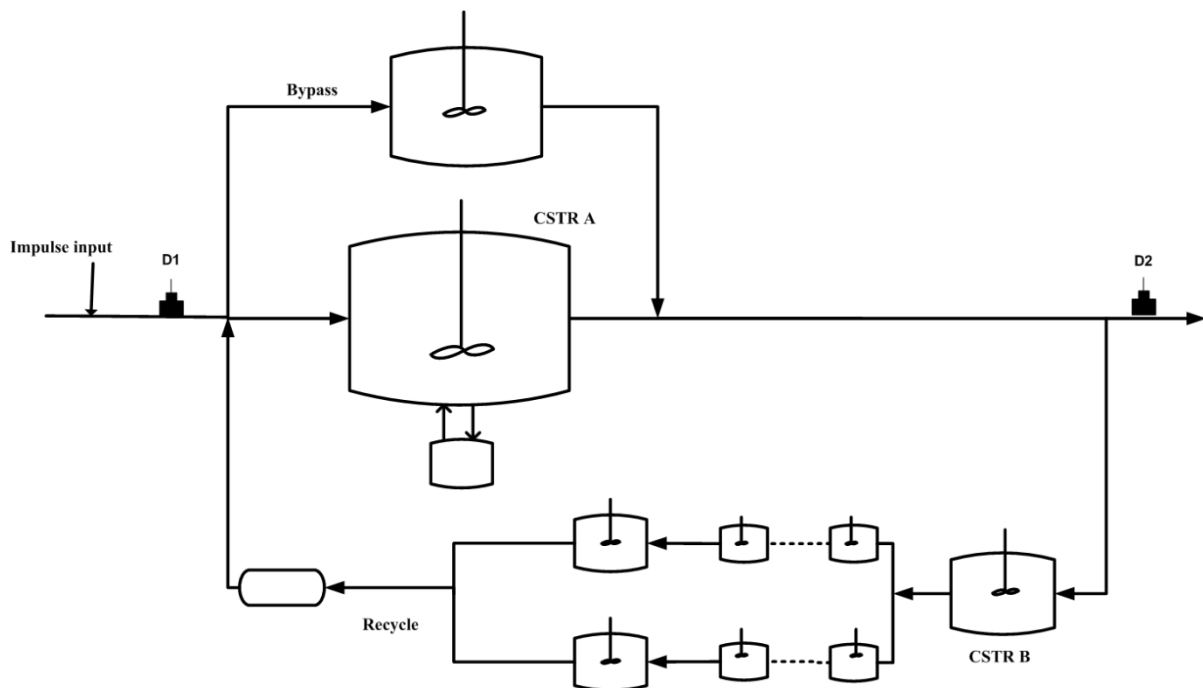 Bypass
CSTR A
Impulse input
D1
D2
Recycle
CSTR B